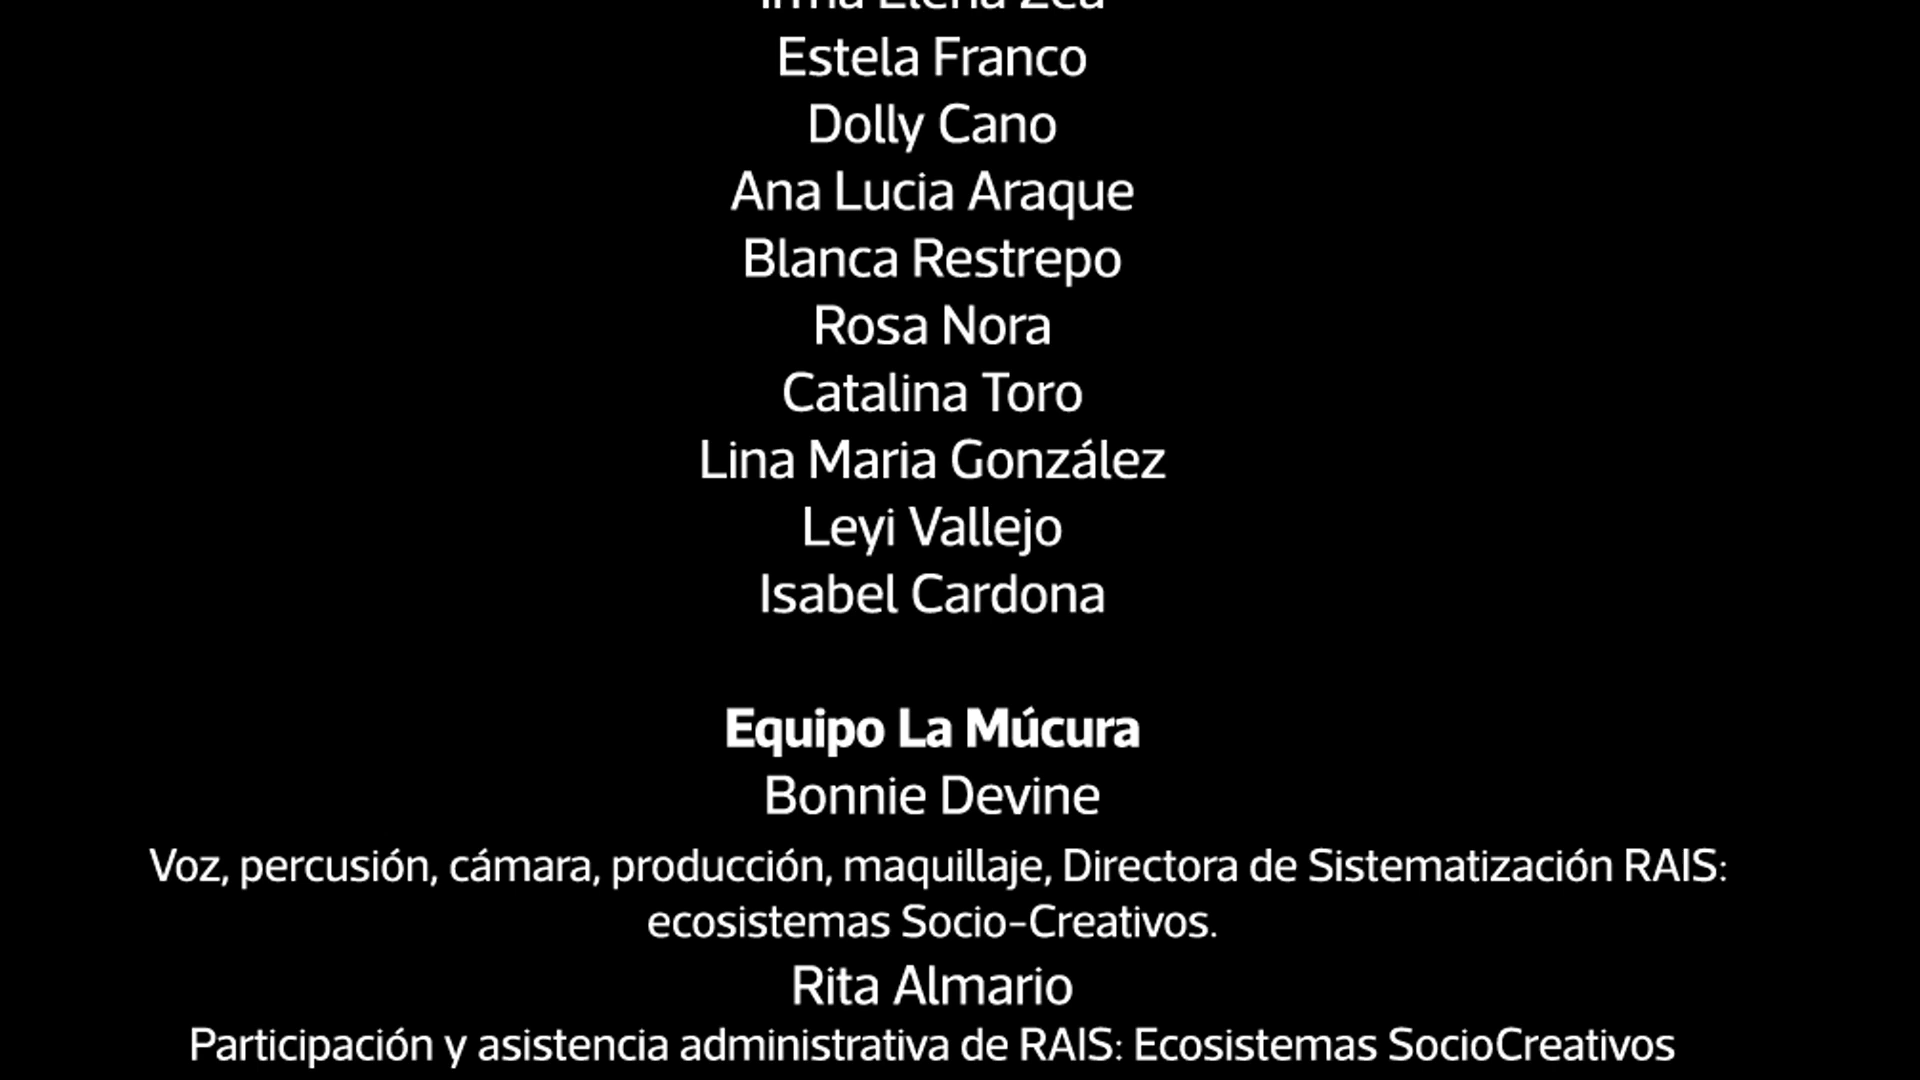 Irma Elena Zea
Estela Franco
Dolly Cano
Ana Lucia Araque
Blanca Restrepo
Rosa Nora
Catalina Toro
Lina Maria González
Leyi Vallejo
Isabel Cardona
Equipo La Múcura
Bonnie Devine
Voz, percusión, cámara, producción, maquillaje, Directora de Sistematización RAIS:
ecosistemas Socio-Creativos.
Rita Almario
Participación y asistencia administrativa de RAIS: Ecosistemas SocioCreativos